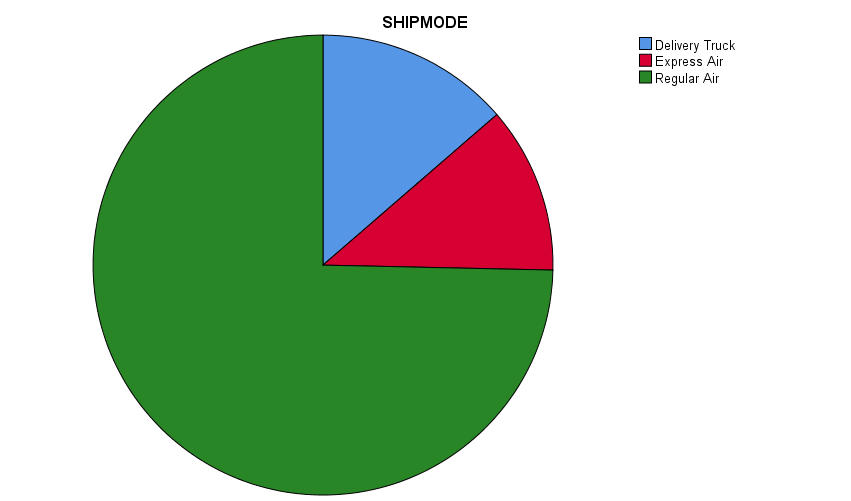 SHIPMODE
Delivery Truck
Express Air
Regular Air